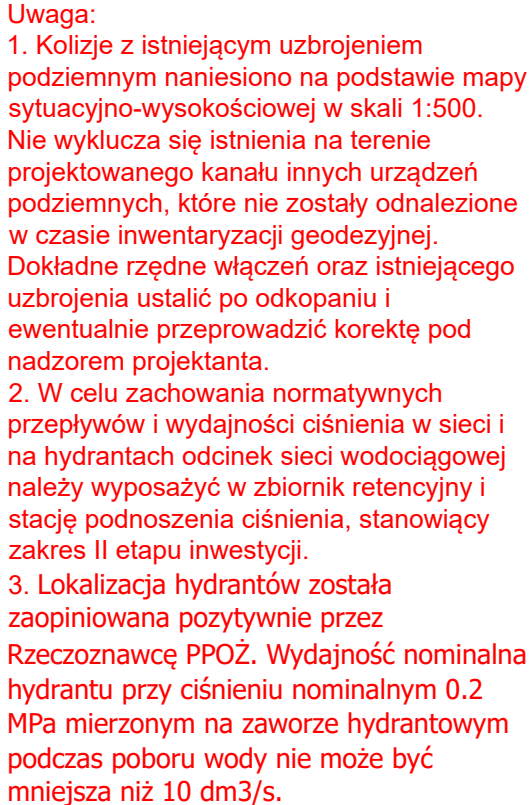 Uwaga:
1. Kolizje z istniejącym uzbrojeniem
podziemnym naniesiono na podstawie mapy
sytuacyjno-wysokościowej w skali 1:500.
Nie wyklucza się istnienia na terenie
projektowanego kanału innych urządzeń
podziemnych, które nie zostały odnalezione
w czasie inwentaryzacji geodezyjnej.
Dokładne rzędne włączeń oraz istniejącego
uzbrojenia ustalić po odkopaniu i
ewentualnie przeprowadzić korektę pod
nadzorem projektanta.
2. W celu zachowania normatywnych
przepływów i wydajności ciśnienia w sieci i
na hydrantach odcinek sieci wodociągowej
należy wyposażyć w zbiornik retencyjny i
stację podnoszenia ciśnienia, stanowiący
zakres II etapu inwestycji.
3. Lokalizacja hydrantów została
zaopiniowana pozytywnie przez
Rzeczoznawcę PPOŻ. Wydajność nominalna
hydrantu przy ciśnieniu nominalnym 0.2
MPa mierzonym na zaworze hydrantowym
podczas poboru wody nie może być
mniejsza niż 10 dm3/s.